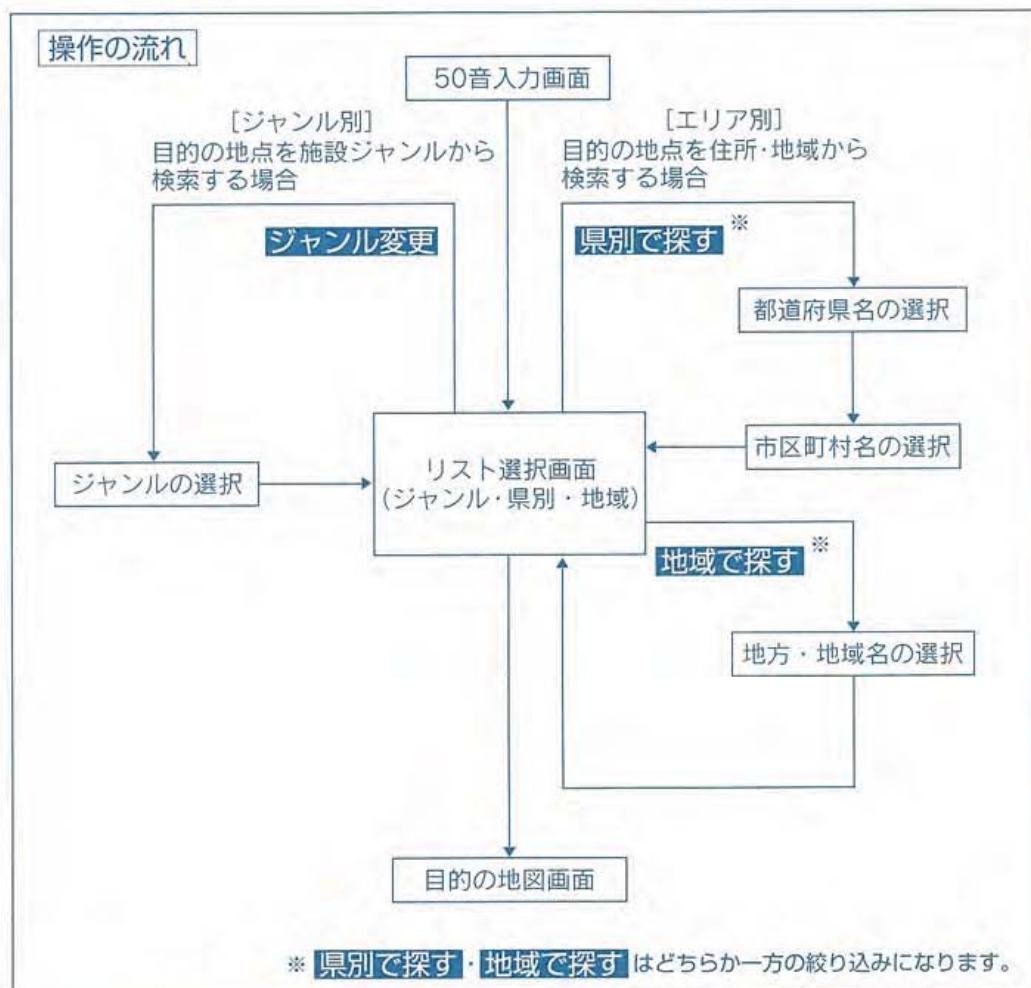 操作の流れ
50音入力画面
[ジャンル別]
目的の地点を施設ジャンルから
検索する場合
[エリア別]
目的の地点を住所・地域から
検索する場合
ジャンル変更
県別で探す ※
都道府県名の選択
市区町村名の選択
ジャンルの選択
リスト選択画面
(ジャンル・県別・地域)
地域で探す ※
地方・地域名の選択
目的の地図画面
※ 県別で探す・地域で探す はどちらか一方の絞り込みになります。